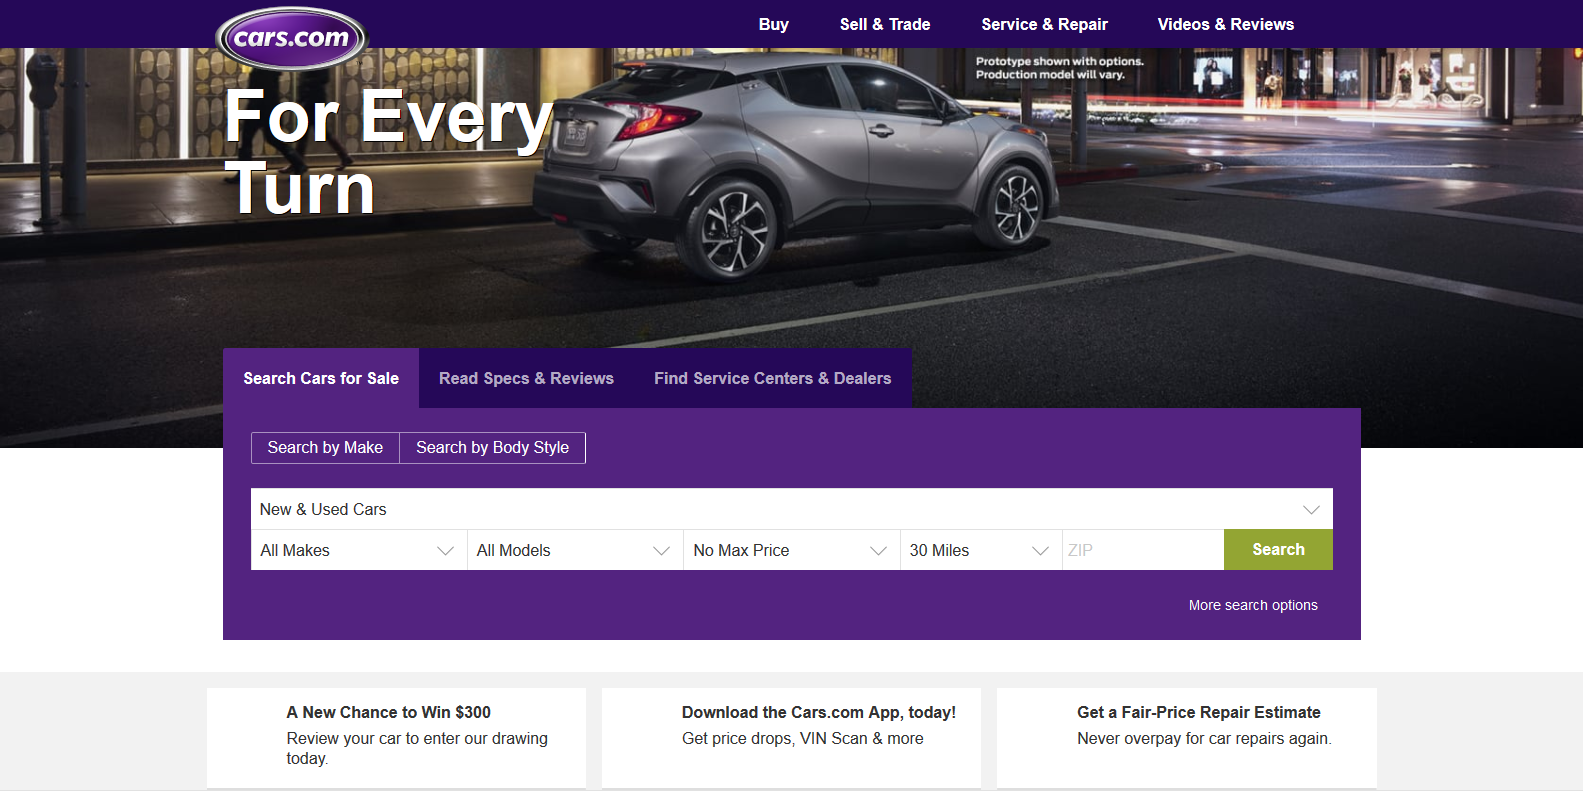 cars.com
Buy
Sell & Trade
Service & Repair
Videos & Reviews
Prototype shown with options.
Production model will vary.
For Every
Turn
Search Cars for Sale
Read Specs & Reviews
Find Service Centers & Dealers
Search by Make
Search by Body Style
New & Used Cars
All Makes
All Models
No Max Price
30 Miles
ZIP
Search
More search options
A New Chance to Win $300
Review your car to enter our drawing
today.
Download the Cars.com App, today!
Get price drops, VIN Scan & more
Get a Fair-Price Repair Estimate
Never overpay for car repairs again.